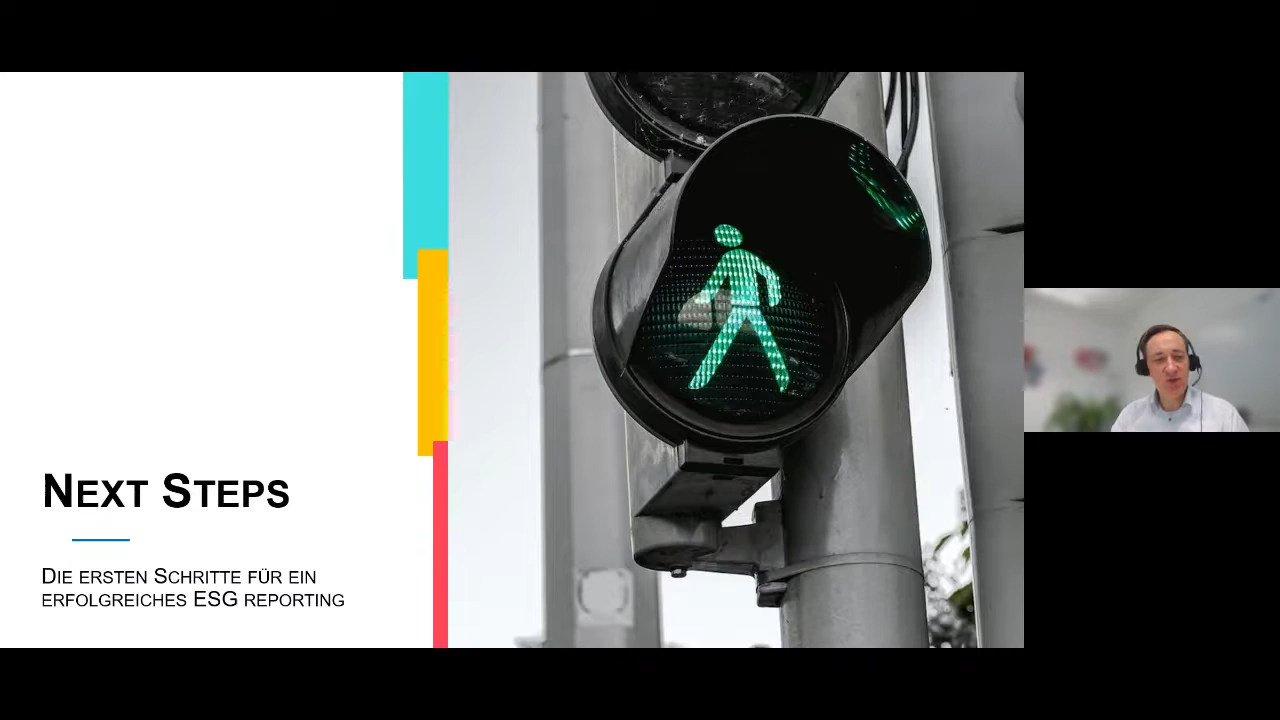 Next Steps
Die ersten Schritte für ein
erfolgreiches ESG reporting